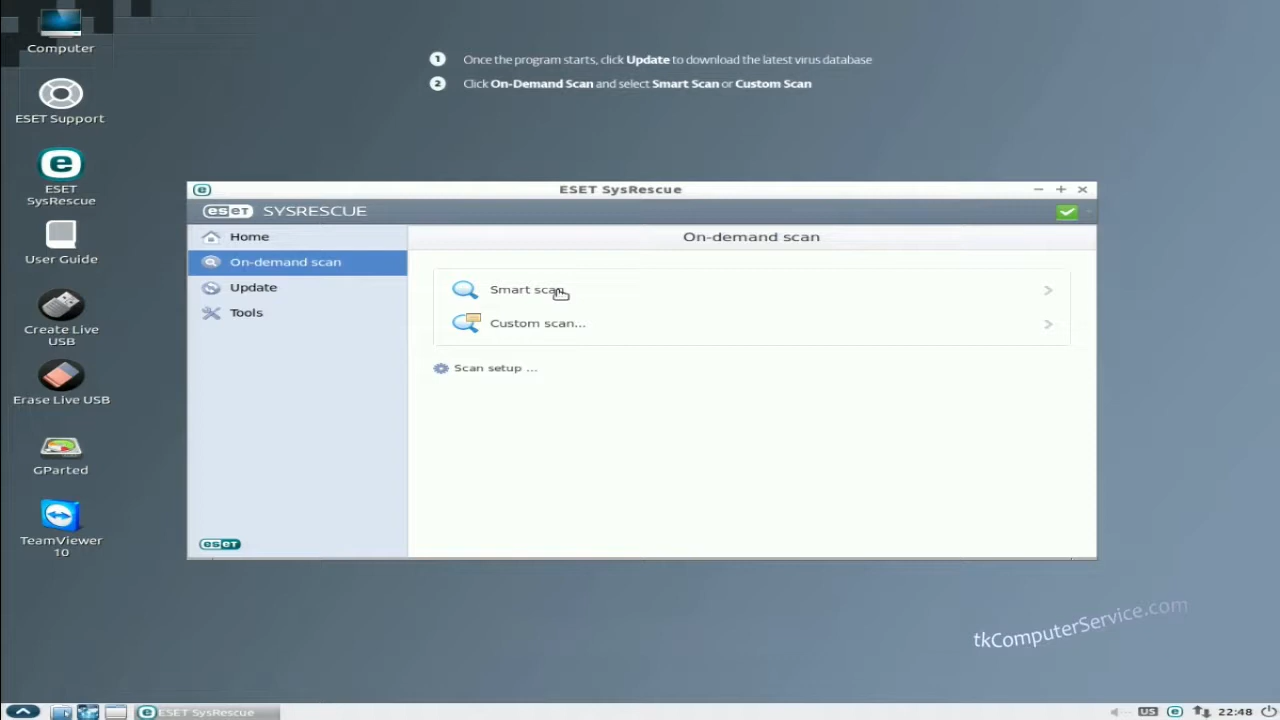 Computer
ESET Support
ESET
SysRescue
User Guide
Create Live
USB
Erase Live USB
GParted
TeamViewer
10
1 Once the program starts, click Update to download the latest virus database
2 Click On-Demand Scan and select Smart Scan or Custom Scan
e ESET SysRescue
eseT SYSRESCUE
Home
On-demand scan
Update
Tools
eseT
On-demand scan
Smart scan
Custom scan...
Scan setup ...
tkComputerService.com
e ESET SysRescue
US e 22:48